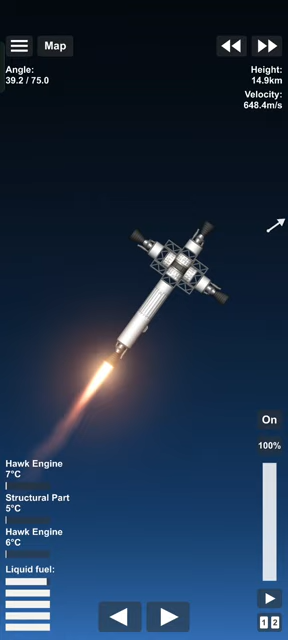 Map
Angle:
39.2 / 75.0
Height:
14.9km
Velocity:
648.4m/s
On
100%
Hawk Engine
7°C
Structural Part
5°C
Hawk Engine
6°C
Liquid fuel:
1 2